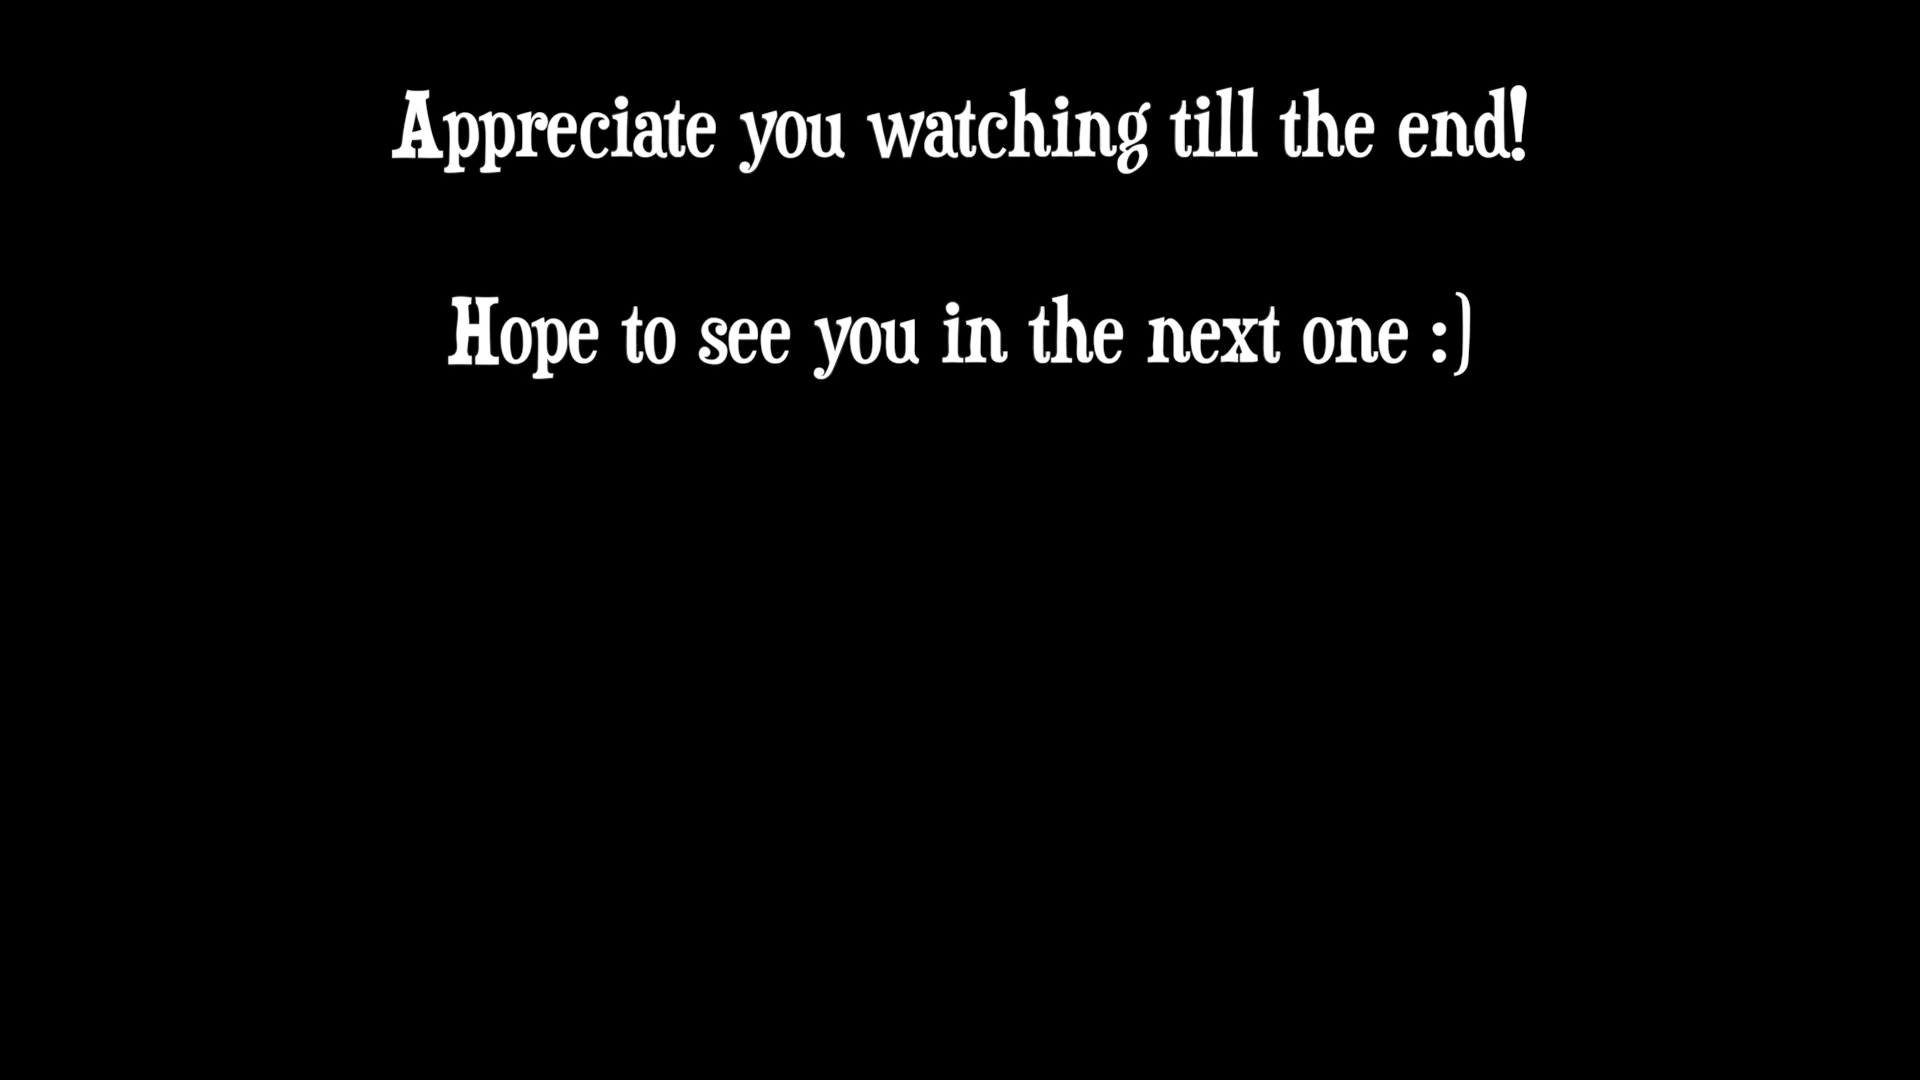 Appreciate you watching till the end!
Hope to see you in the next one :)